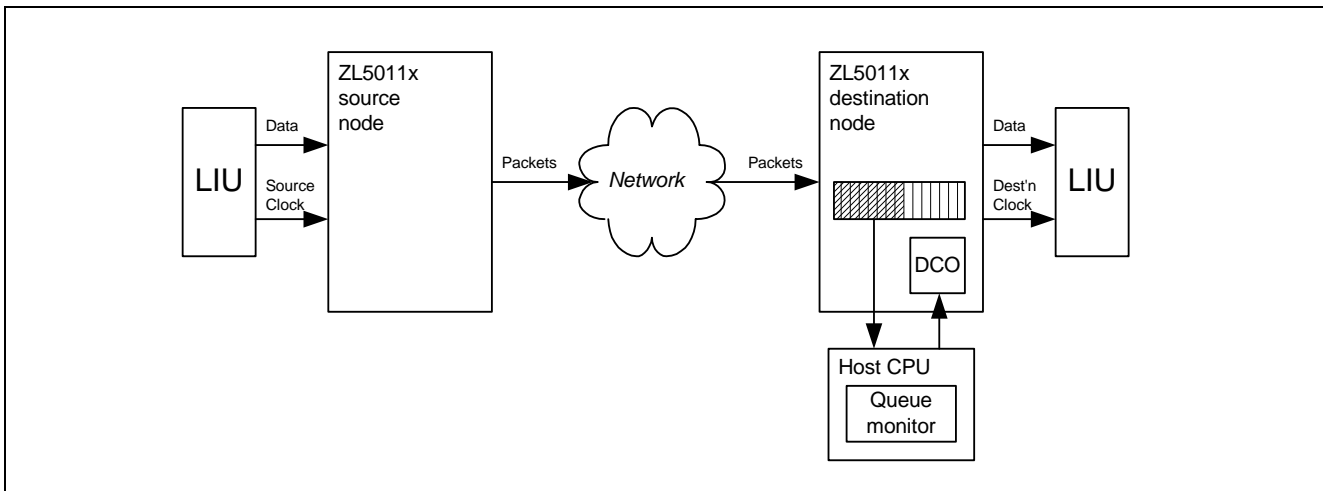 LIU
Data
Source
Clock
ZL5011x
source
node
Packets
Network
Packets
ZL5011x
destination
node
DCO
Data
Dest'n
Clock
LIU
Host CPU
Queue
monitor